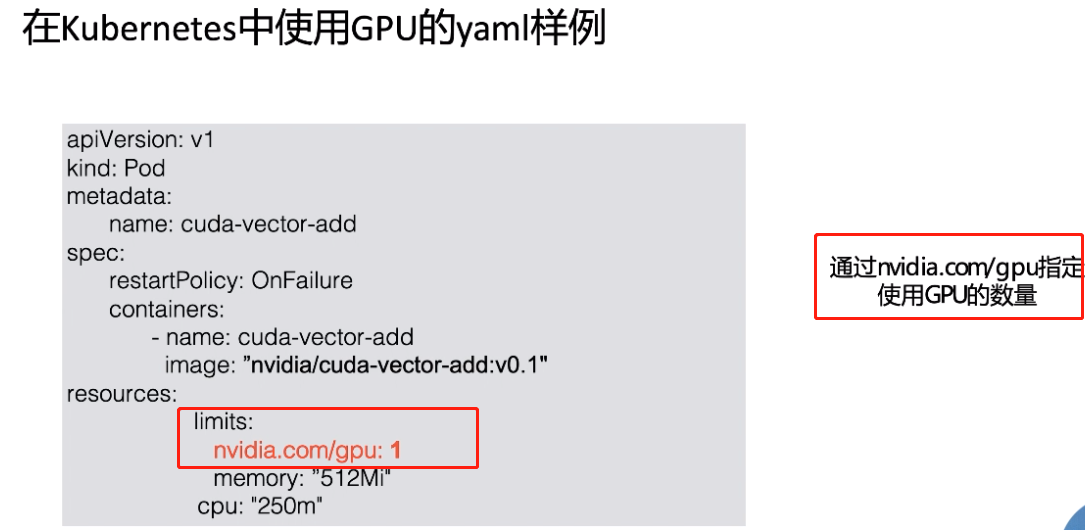 在Kubernetes中使用GPU的yaml样例
apiVersion: v1
kind: Pod
metadata:
name: cuda-vector-add
spec:
restartPolicy: OnFailure
containers:
- name: cuda-vector-add
image: ”nvidia/cuda-vector-add:v0.1"
resources:
limits:
nvidia.com/gpu: 1
memory: ”512Mi"
cpu: "250m"
通过nvidia.com/gpu指定
使用GPU的数量